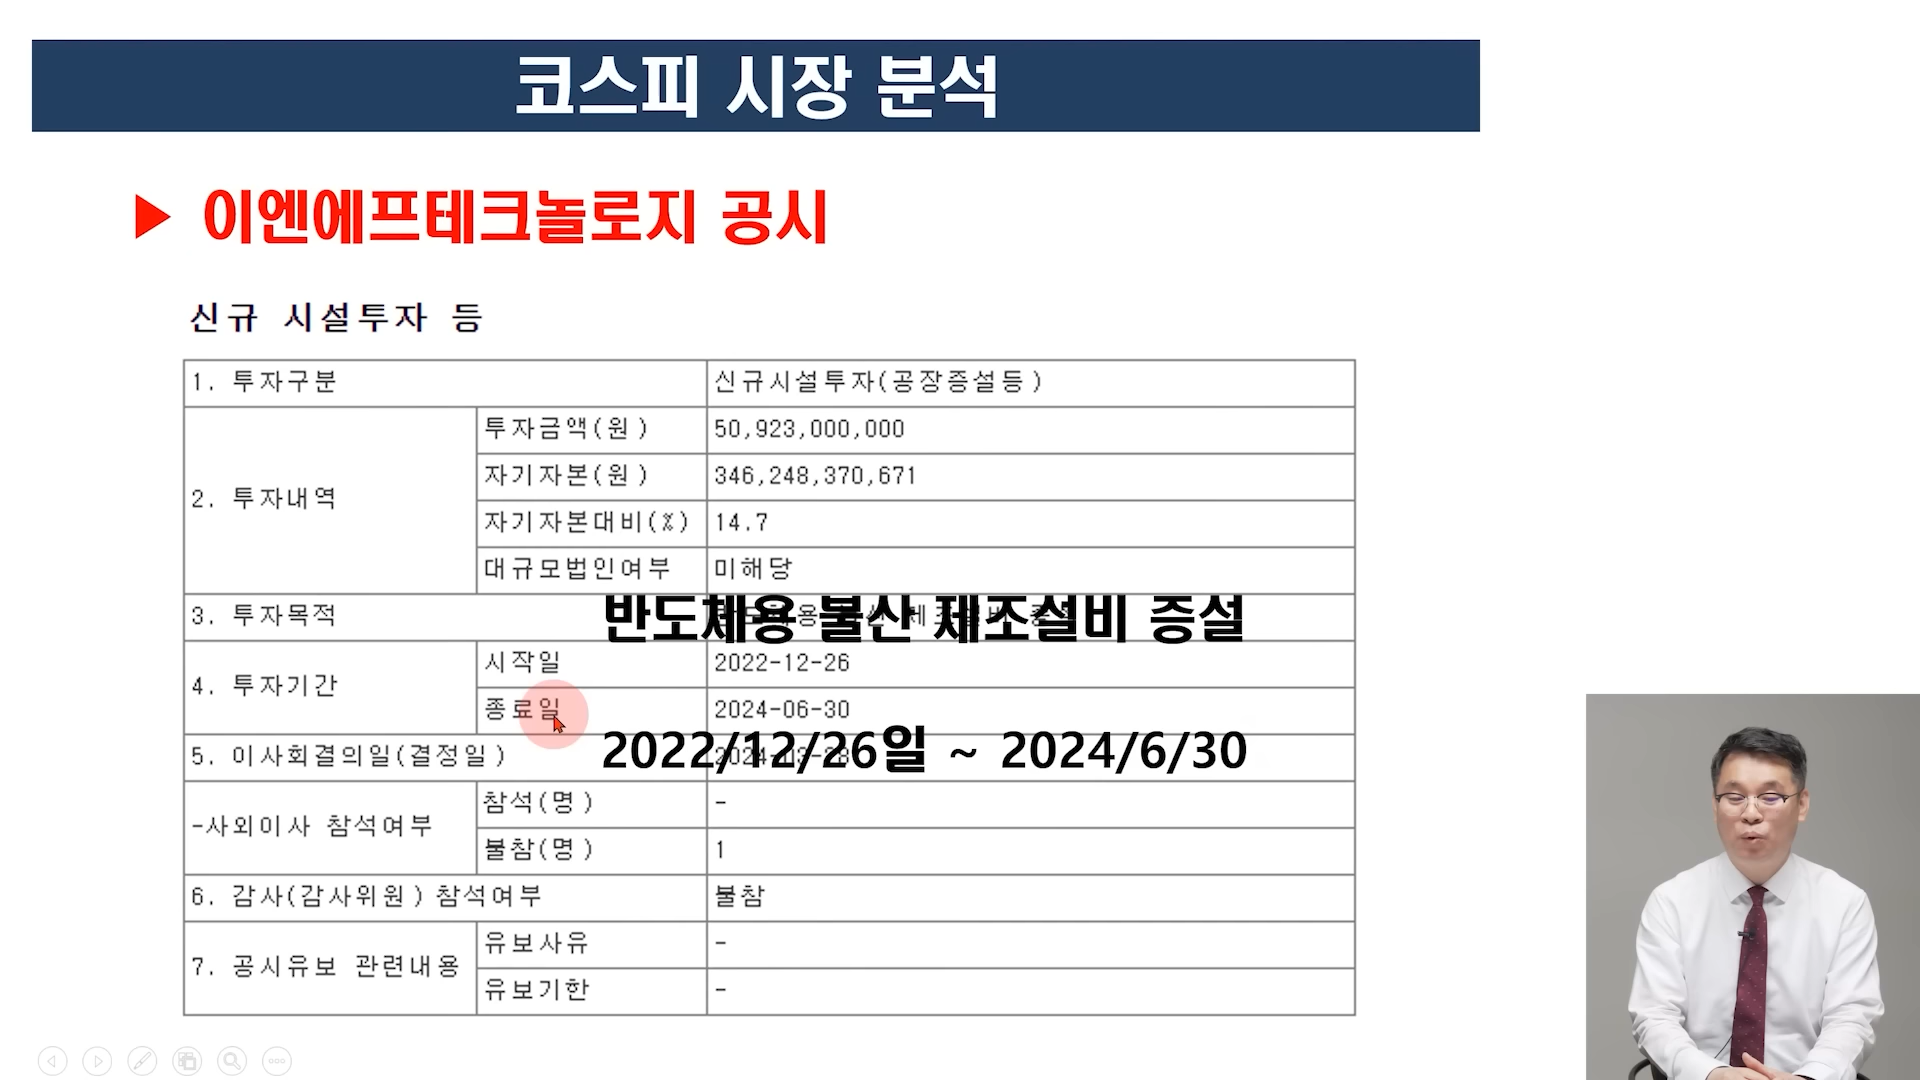 코스피 시장 분석
▶ 이엔에프테크놀로지 공시
신규 시설투자 등
1. 투자구분 신규시설투자(공장증설등)
2. 투자내역
투자금액(원) 50,923,000,000
자기자본(원) 346,248,370,671
자기자본대비(%) 14.7
대규모법인여부 미해당
3. 투자목적
반도체용 불산 제조설비 증설
4. 투자기간
시작일 2022-12-26
종료일 2024-06-30
5. 이사회결의일(결정일)
2022/12/26일 ~ 2024/6/30
-사외이사 참석여부
참석(명) -
불참(명) 1
6. 감사(감사위원)참석여부 불참
7. 공시유보 관련내용
유보사유 -
유보기한 -